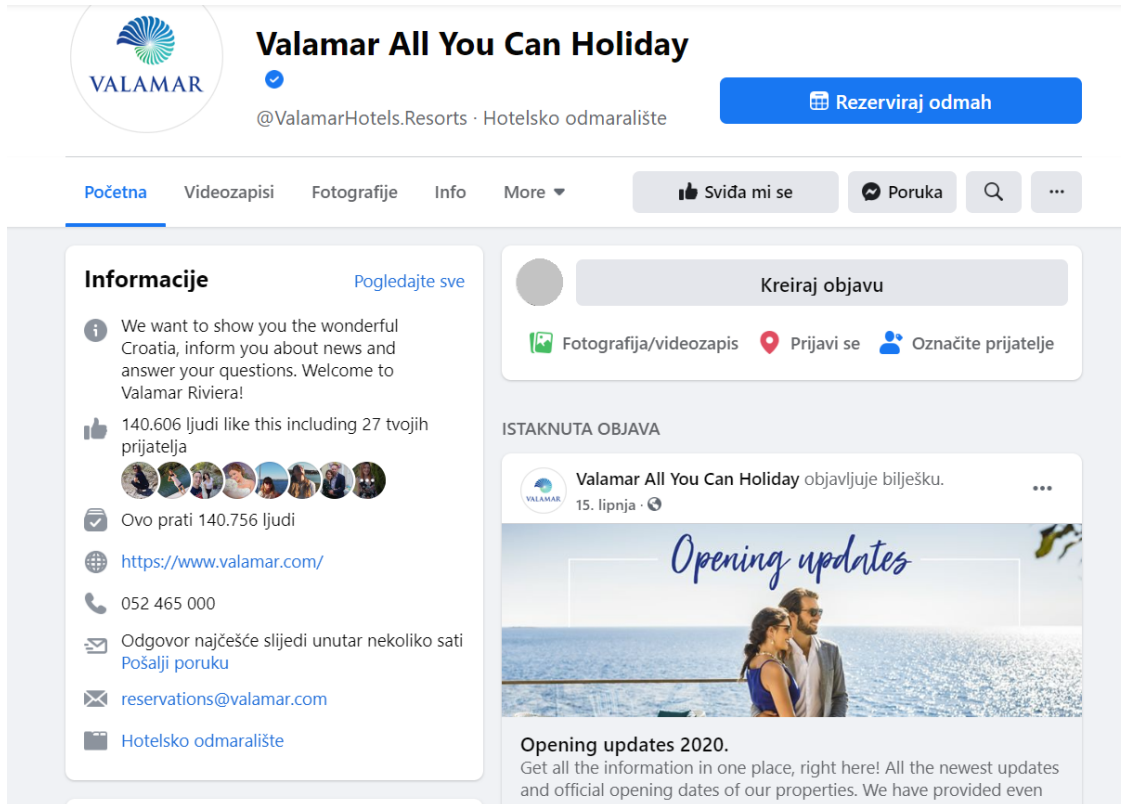 VALAMAR
Valamar All You Can Holiday
@ValamarHotels.Resorts · Hotelsko odmaralište
Rezerviraj odmah
Početna
Videozapisi
Fotografije
Info
More
Sviđa mi se
Poruka
...
Informacije
Pogledajte sve
We want to show you the wonderful
Croatia, inform you about news and
answer your questions. Welcome to
Valamar Riviera!
140.606 ljudi like this including 27 tvojih
prijatelja
Ovo prati 140.756 ljudi
https://www.valamar.com/
052 465 000
Odgovor najčešće slijedi unutar nekoliko sati
Pošalji poruku
reservations@valamar.com
Hotelsko odmaralište
Kreiraj objavu
Fotografija/videozapis
Prijavi se
Označite prijatelje
ISTAKNUTA OBJAVA
VALAMAR
Valamar All You Can Holiday objavljuje bilješku.
15. lipnja ·
Opening updates
Opening updates 2020.
Get all the information in one place, right here! All the newest updates
and official opening dates of our properties. We have provided even